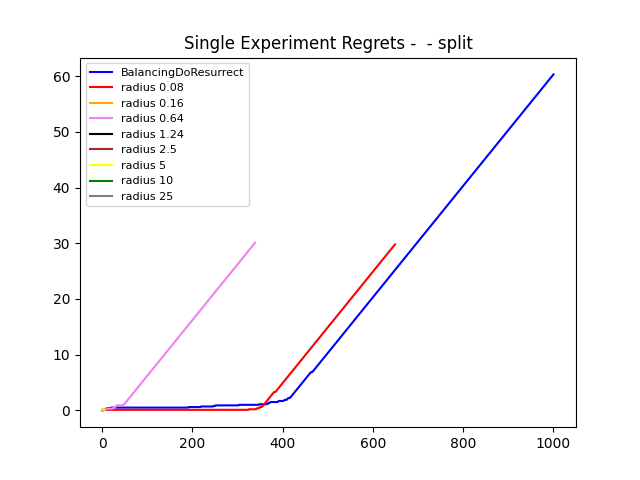 Single Experiment Regrets -  - split
BalancingDoResurrect
radius 0.08
radius 0.16
radius 0.64
radius 1.24
radius 2.5
radius 5
radius 10
radius 25
60
50
40
30
20
10
0
0 200 400 600 800 1000